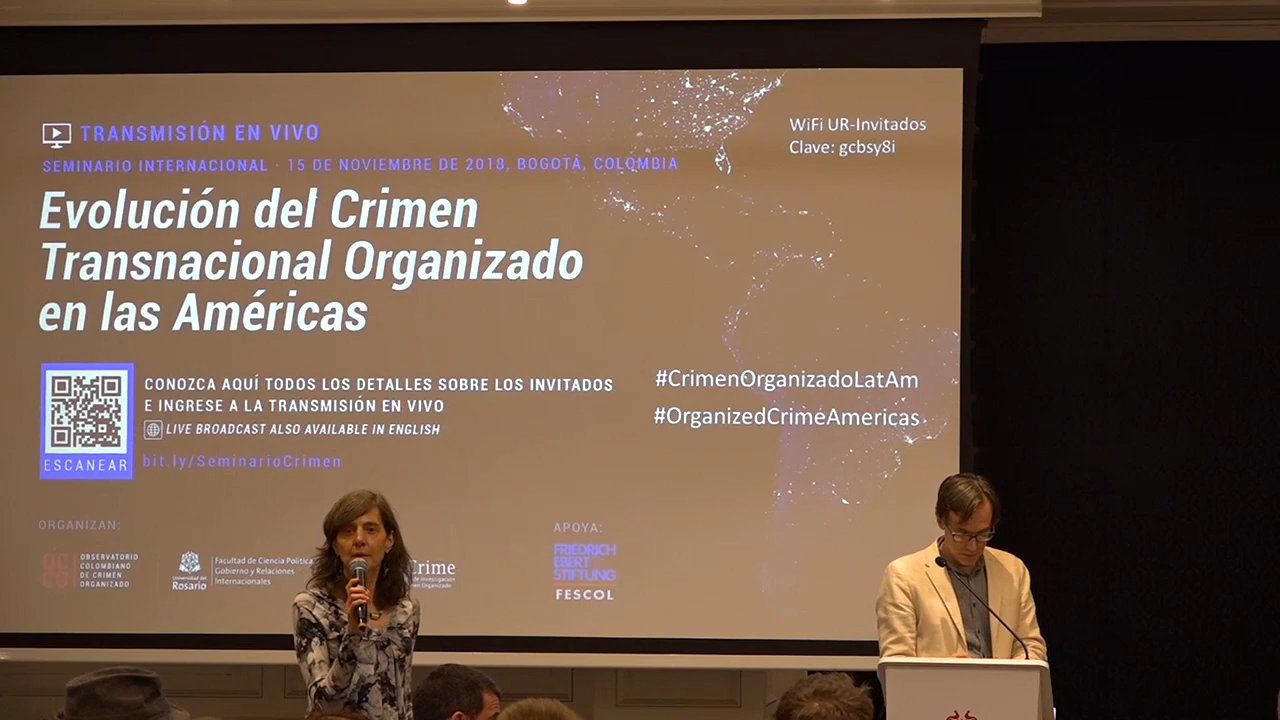 TRANSMISIÓN EN VIVO
SEMINARIO INTERNACIONAL · 15 DE NOVIEMBRE DE 2018, BOGOTÁ, COLOMBIA
Evolución del Crimen
Transnacional Organizado
en las Américas
WiFi UR-Invitados
Clave: gcbsy8i
CONOZCA AQUÍ TODOS LOS DETALLES SOBRE LOS INVITADOS
E INGRESE A LA TRANSMISIÓN EN VIVO
LIVE BROADCAST ALSO AVAILABLE IN ENGLISH
ESCANEAR
bit.ly/SeminarioCrimen
#CrimenOrganizadoLatAm
#OrganizedCrimeAmericas
ORGANIZAN:
OBSERVATORIO
COLOMBIANO
DE CRIMEN
ORGANIZADO
Universidad del
Rosario
Facultad de Ciencia Política
Gobierno y Relaciones
Internacionales
Crime
de Investigación
Organizado
APOYA:
FRIEDRICH
EBERT
STIFTUNG
FESCOL